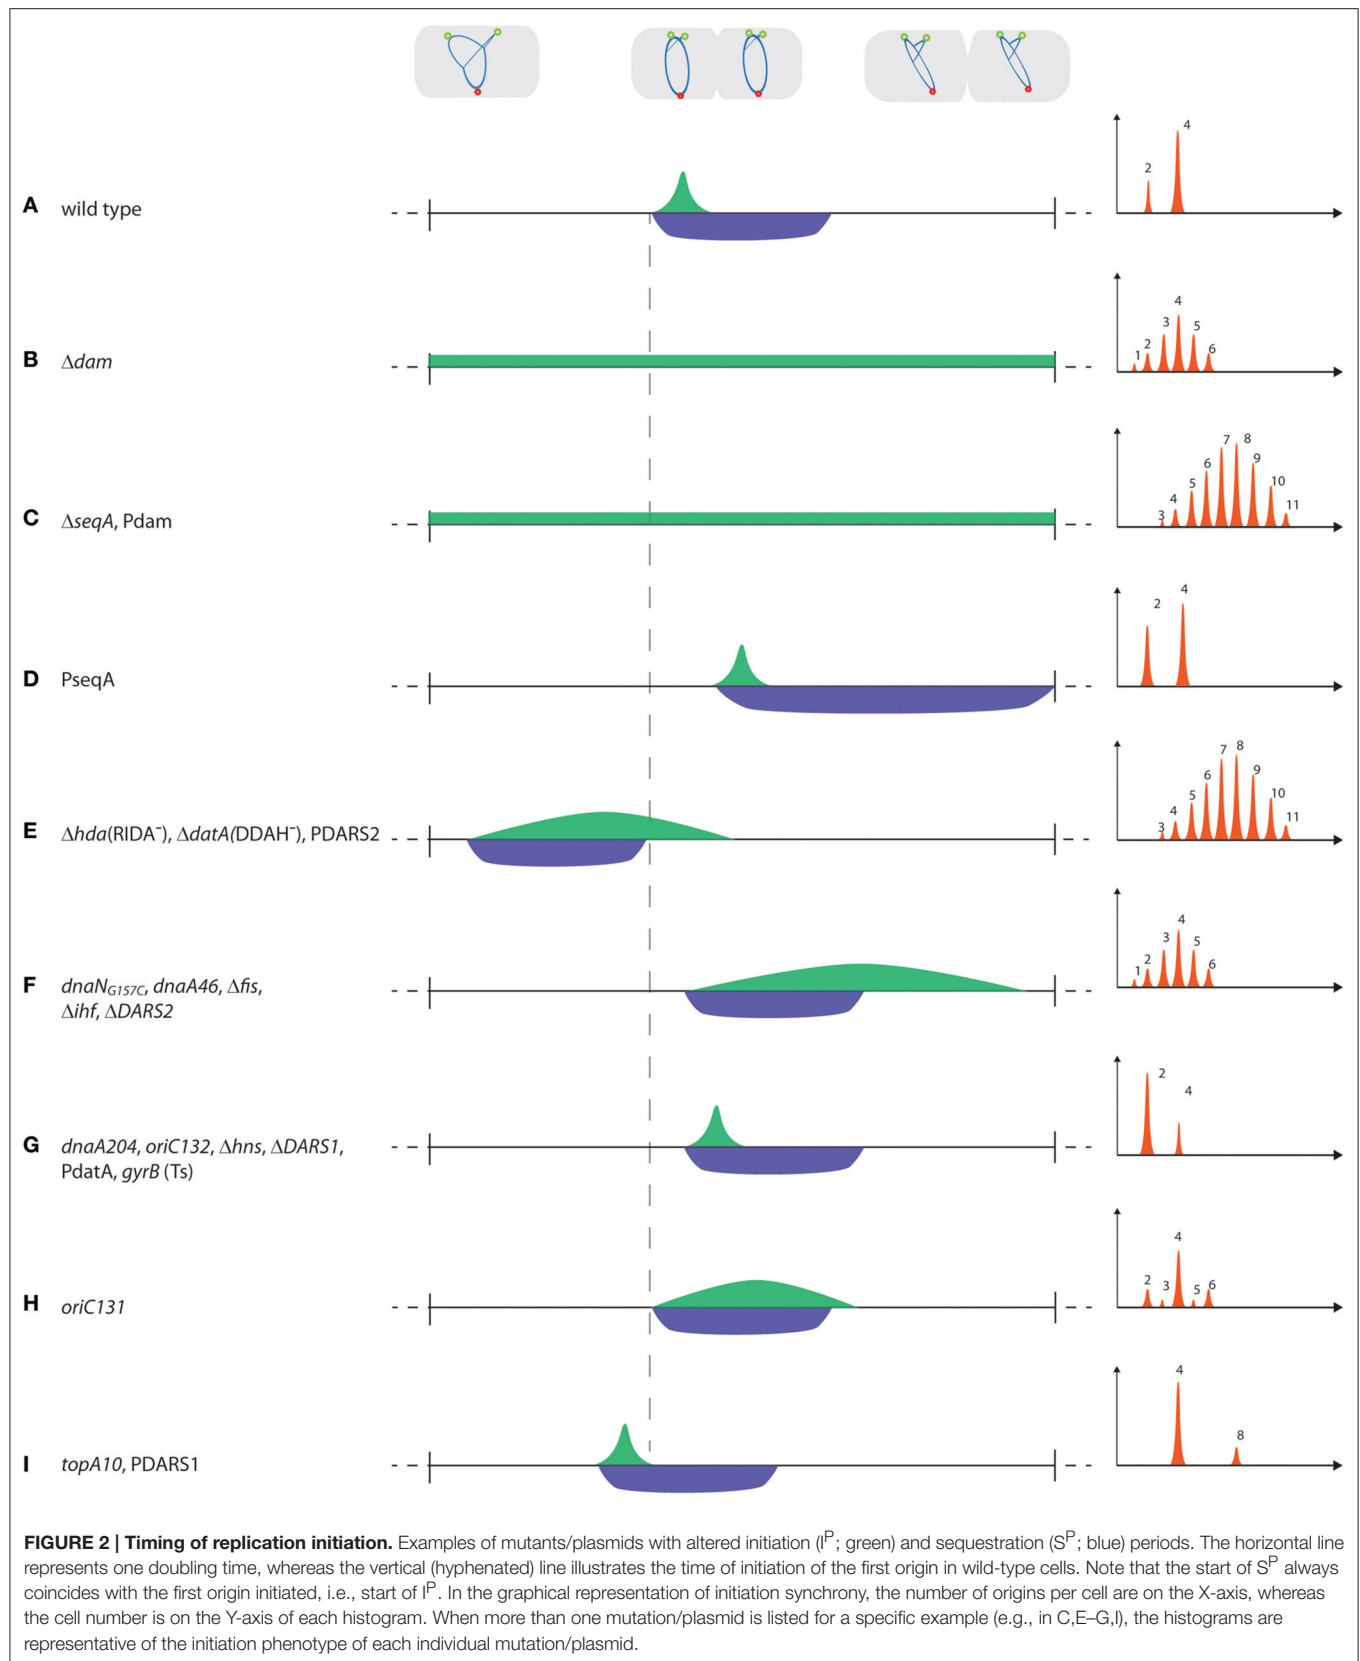 A wild type
2 4
B Δdam
1 2 3 4 5 6
C ΔseqA, Pdam
3 4 5 6 7 8 9 10 11
D PseqA
2 4
E Δhda(RIDA⁻), ΔdatA(DDAH⁻), PDARS2
3 4 5 6 7 8 9 10 11
F dnaN_G157C, dnaA46, Δfis,
Δihf, ΔDARS2
1 2 3 4 5 6
G dnaA204, oriC132, Δhns, ΔDARS1,
PdatA, gyrB (Ts)
2 4
H oriC131
2 3 4 5 6
I topA10, PDARS1
4 8
FIGURE 2 | Timing of replication initiation. Examples of mutants/plasmids with altered initiation (Iᴾ; green) and sequestration (Sᴾ; blue) periods. The horizontal line
represents one doubling time, whereas the vertical (hyphenated) line illustrates the time of initiation of the first origin in wild-type cells. Note that the start of Sᴾ always
coincides with the first origin initiated, i.e., start of Iᴾ. In the graphical representation of initiation synchrony, the number of origins per cell are on the X-axis, whereas
the cell number is on the Y-axis of each histogram. When more than one mutation/plasmid is listed for a specific example (e.g., in C,E–G,I), the histograms are
representative of the initiation phenotype of each individual mutation/plasmid.